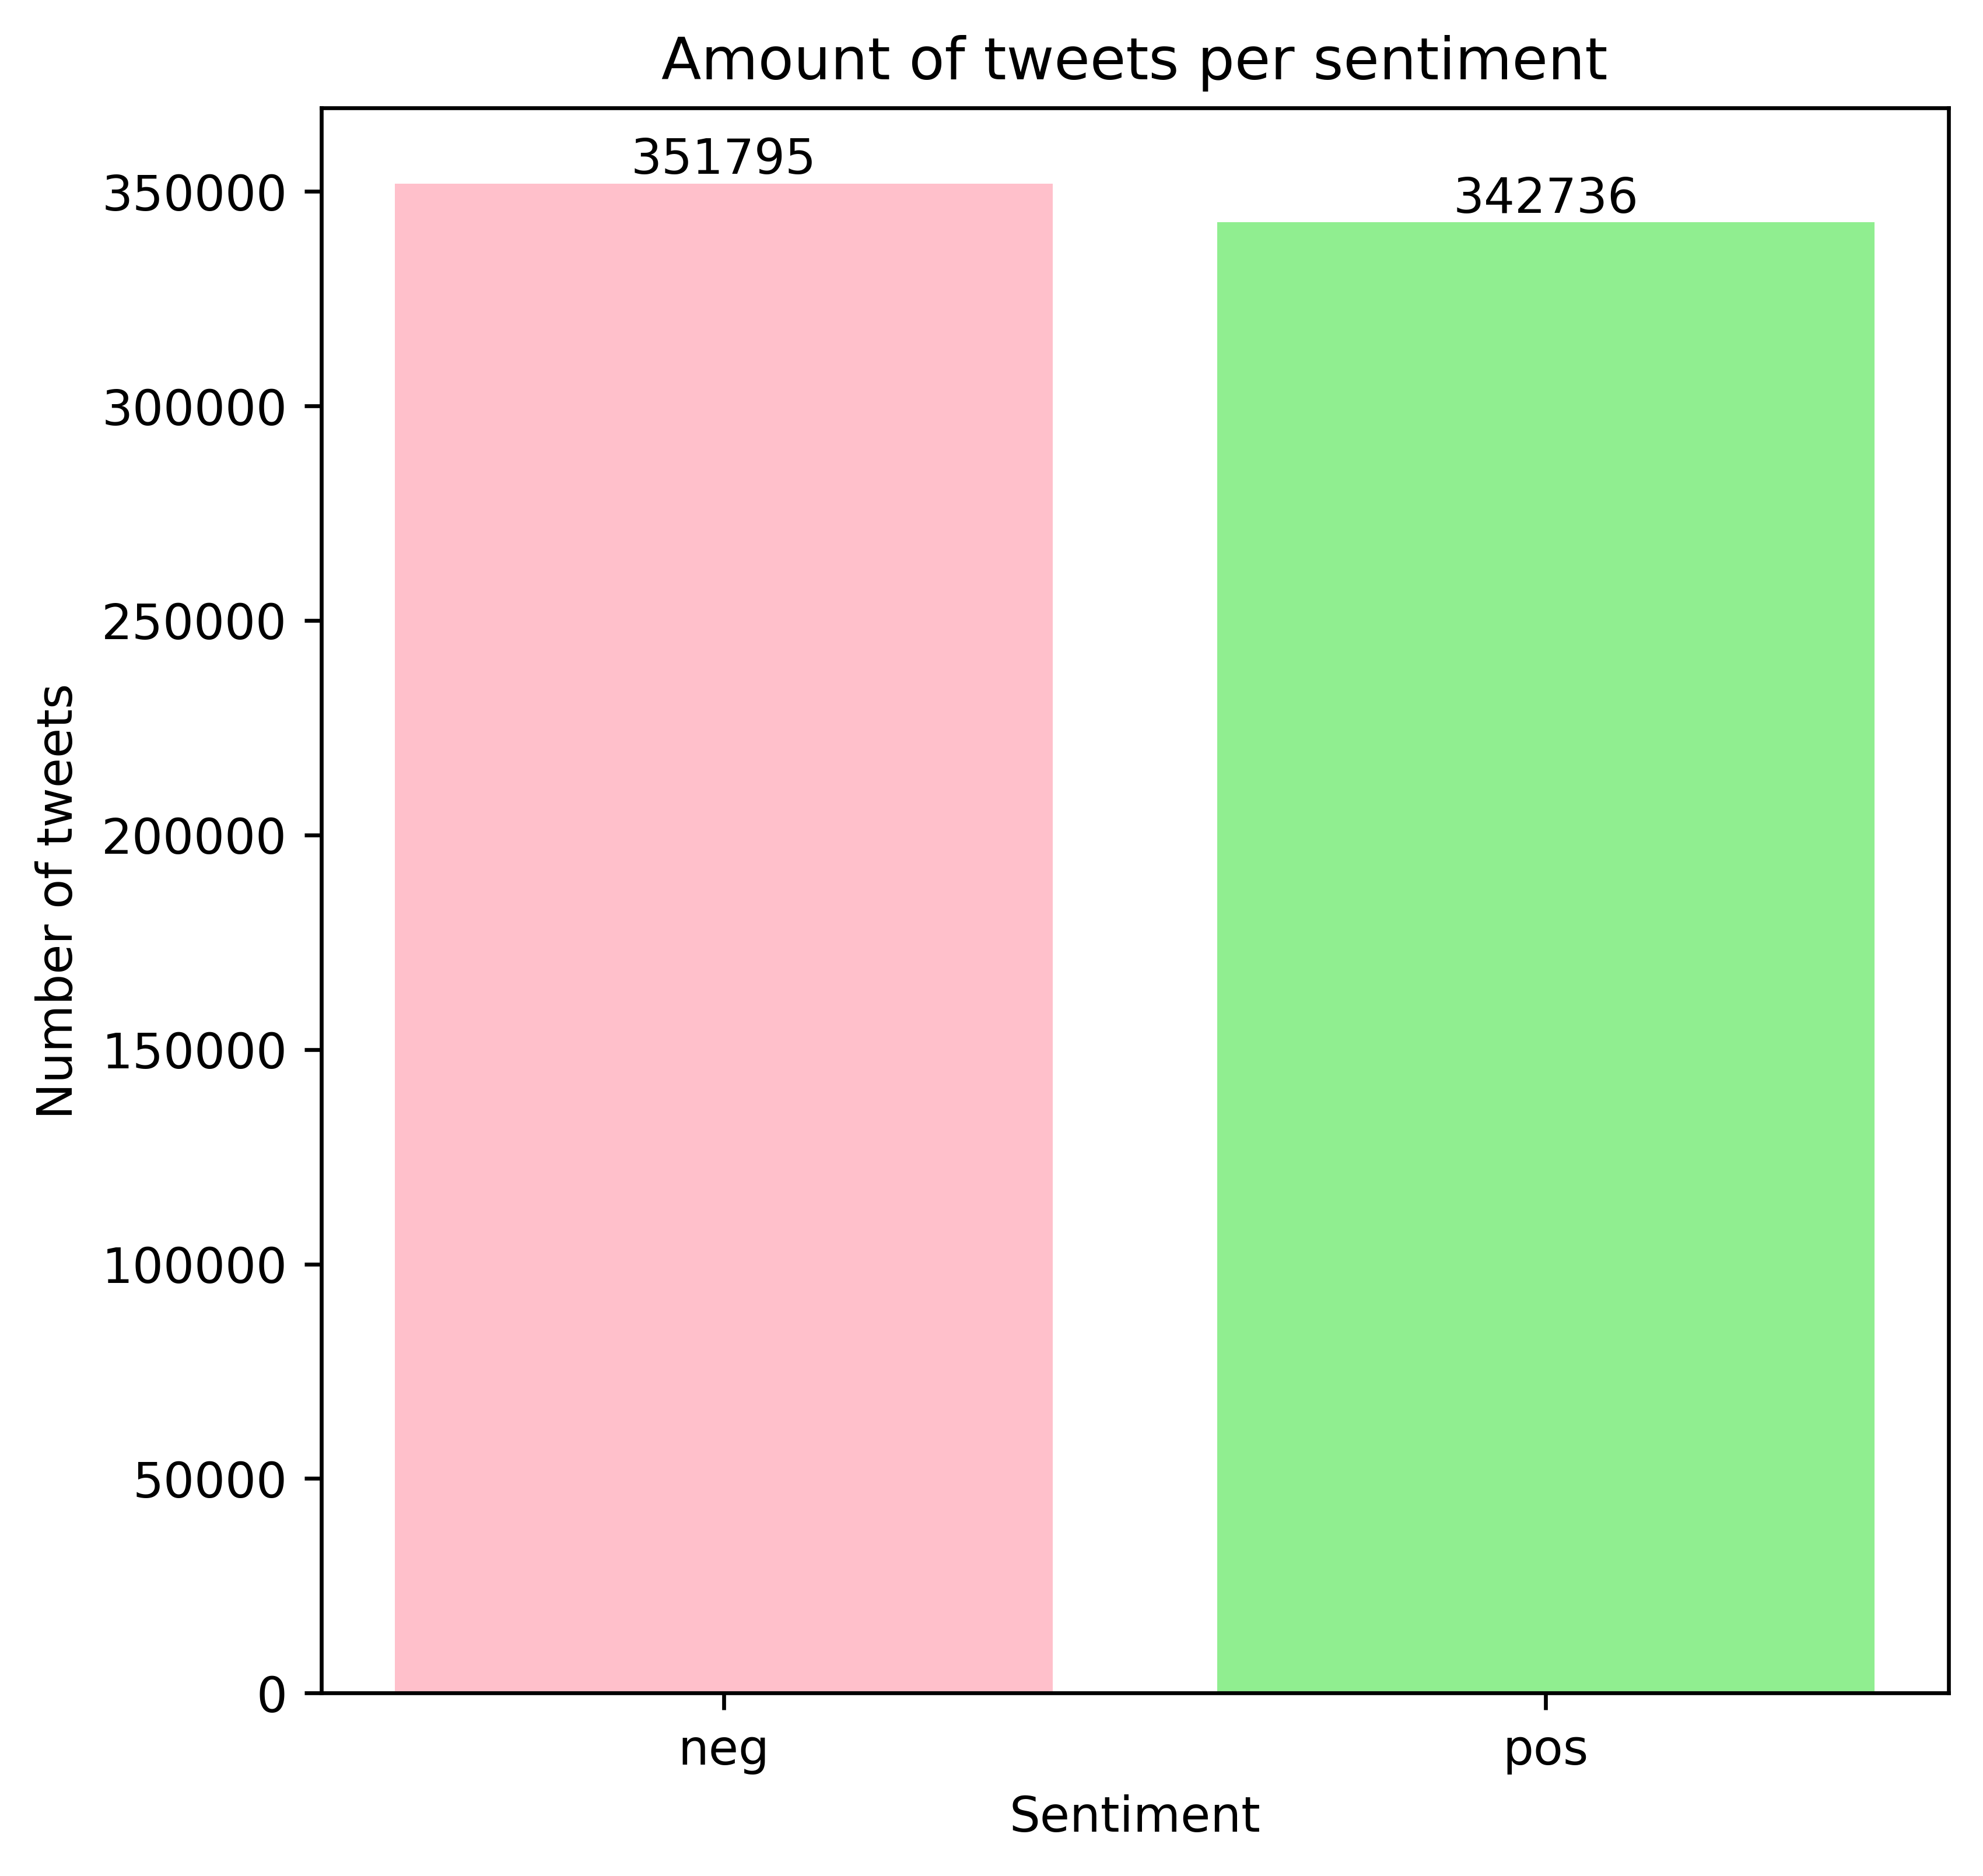 Amount of tweets per sentiment
351795
342736
350000
300000
250000
200000
150000
100000
50000
0
Number of tweets
neg
pos
Sentiment